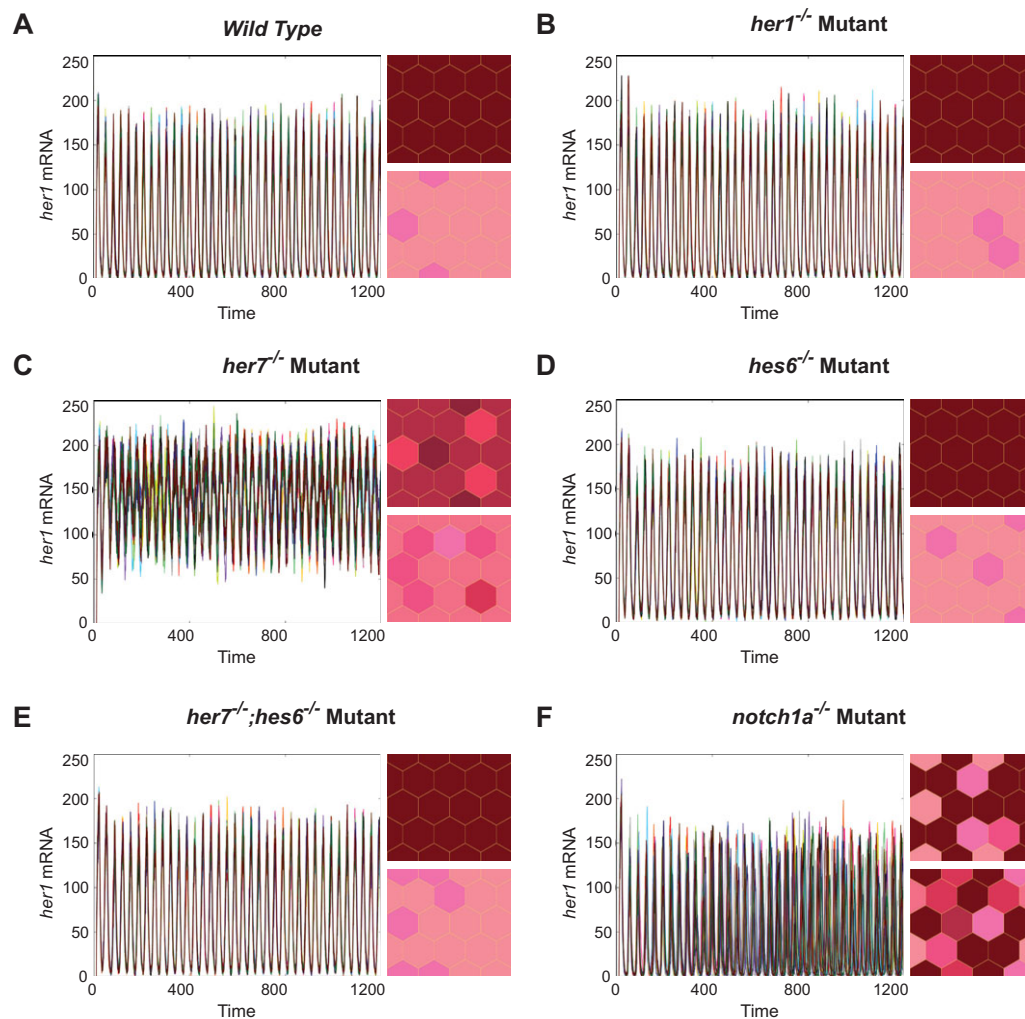 A
Wild Type
her1 mRNA
250
200
150
100
50
0
0
400
800
1200
Time
B
her1-/- Mutant
her1 mRNA
250
200
150
100
50
0
0
400
800
1200
Time
C
her7-/- Mutant
her1 mRNA
250
200
150
100
50
0
0
400
800
1200
Time
D
hes6-/- Mutant
her1 mRNA
250
200
150
100
50
0
0
400
800
1200
Time
E
her7-/-;hes6-/- Mutant
her1 mRNA
250
200
150
100
50
0
0
400
800
1200
Time
F
notch1a-/- Mutant
her1 mRNA
250
200
150
100
50
0
0
400
800
1200
Time